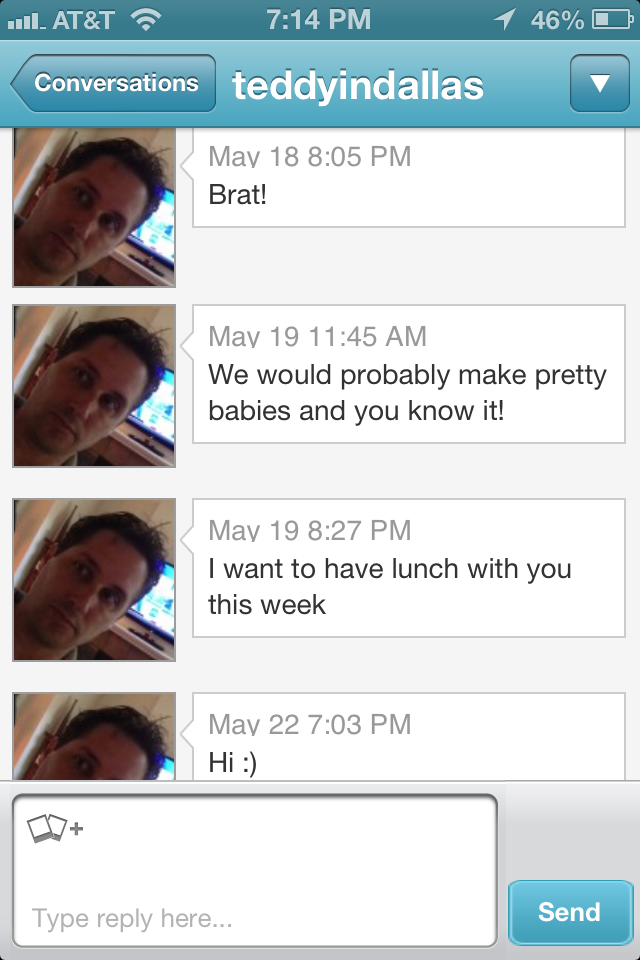 AT&T 7:14 PM 46%
Conversations teddyindallas
May 18 8:05 PM
Brat!
May 19 11:45 AM
We would probably make pretty
babies and you know it!
May 19 8:27 PM
I want to have lunch with you
this week
May 22 7:03 PM
Hi :)
Type reply here...
Send